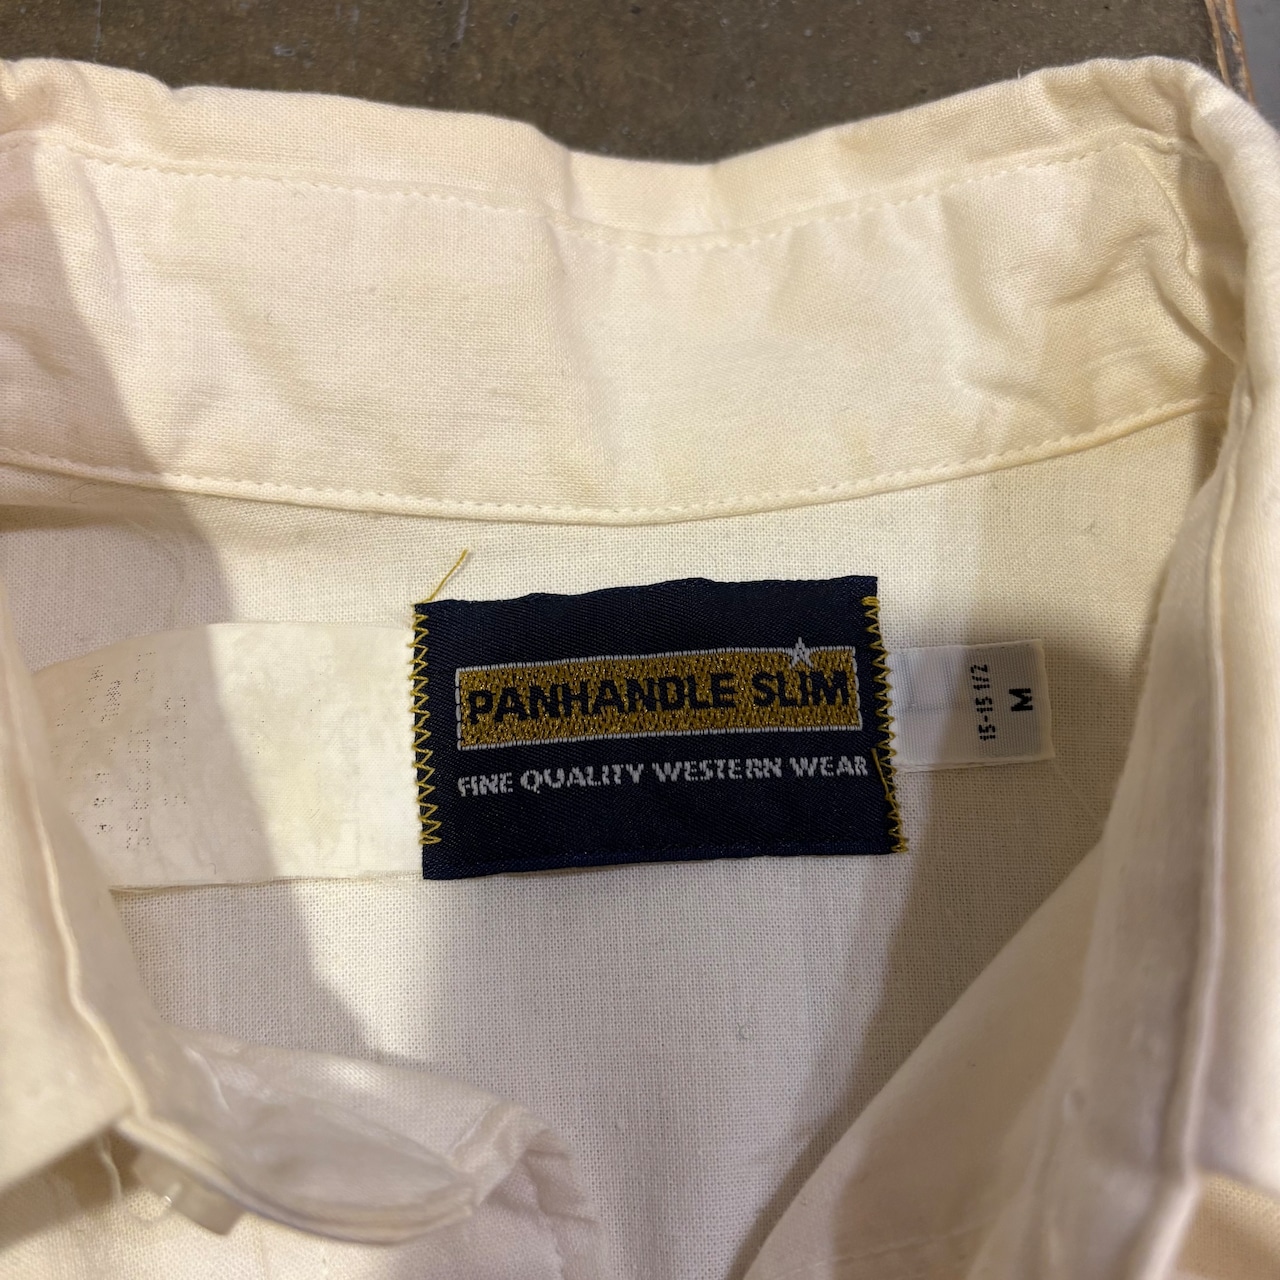 PANHANDLE SLIM
FINE QUALITY WESTERN WEAR
15-15 1/2
M